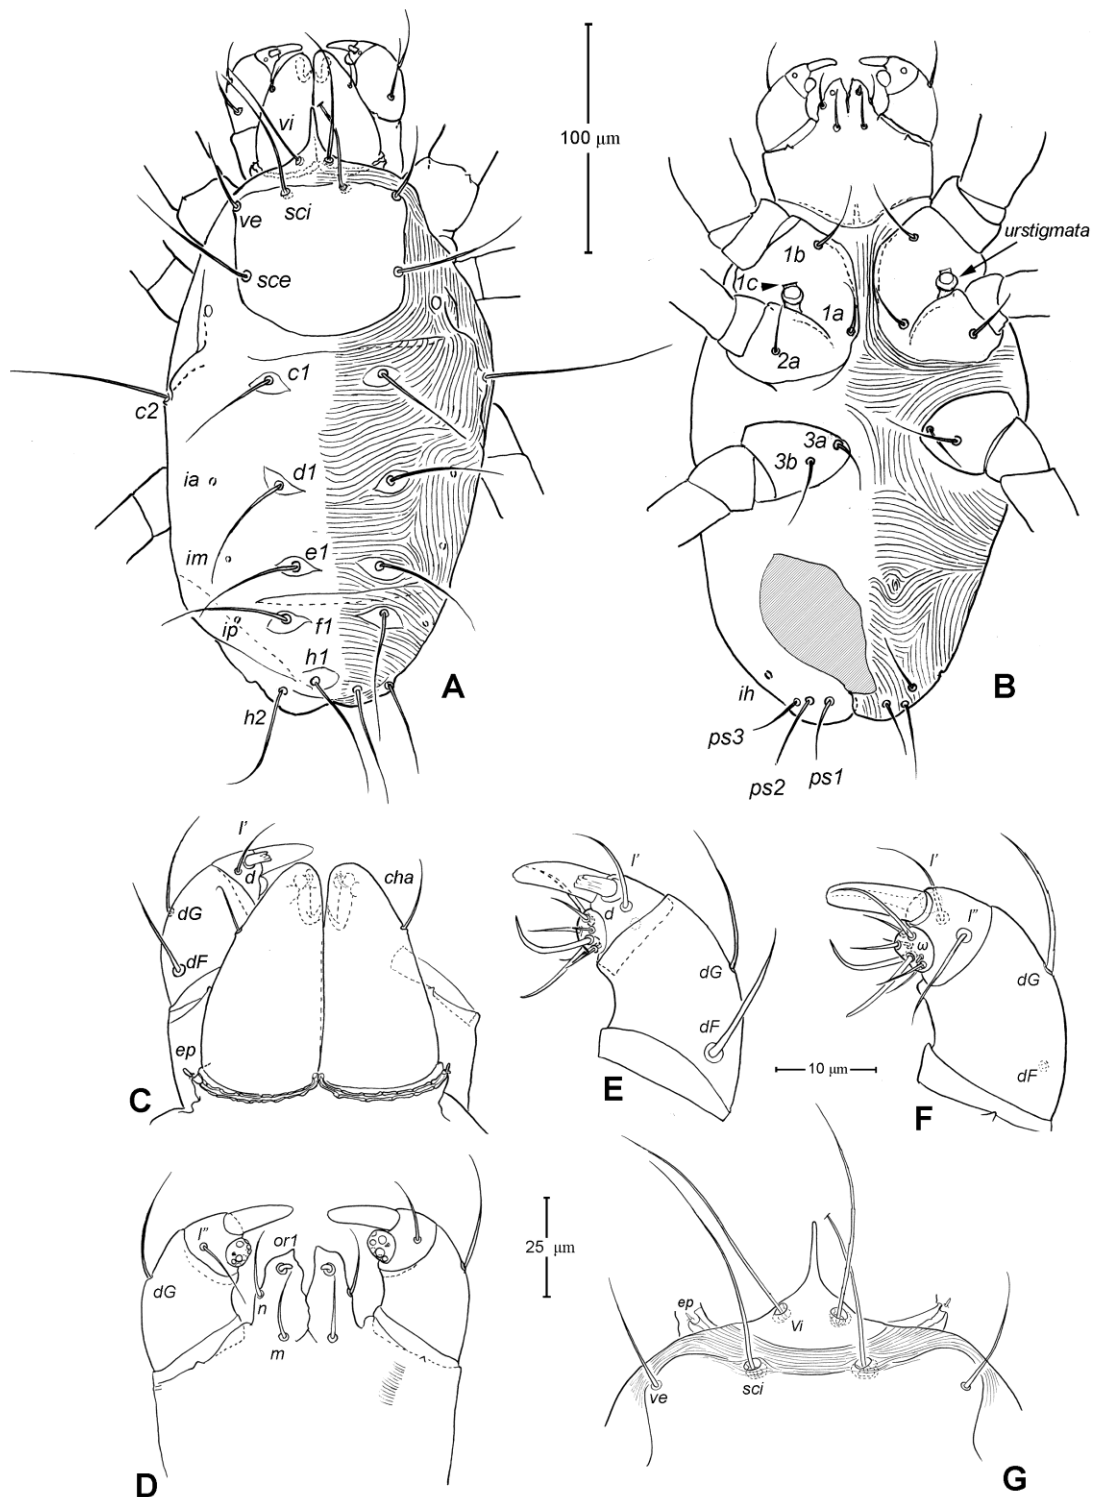 100 µm
vi
ve
sci
sce
c1
c2
ia
d1
im
e1
ip
f1
h1
h2
A
urstigmata
1b
1c
1a
2a
3a
3b
ih
ps3
ps2
ps1
B
l'
d
cha
dG
dF
ep
C
l'
d
dG
dF
E
10 µm
l'
l"
ω
dG
dF
F
l"
or1
dG
n
m
D
25 µm
ep
Vi
ve
sci
G